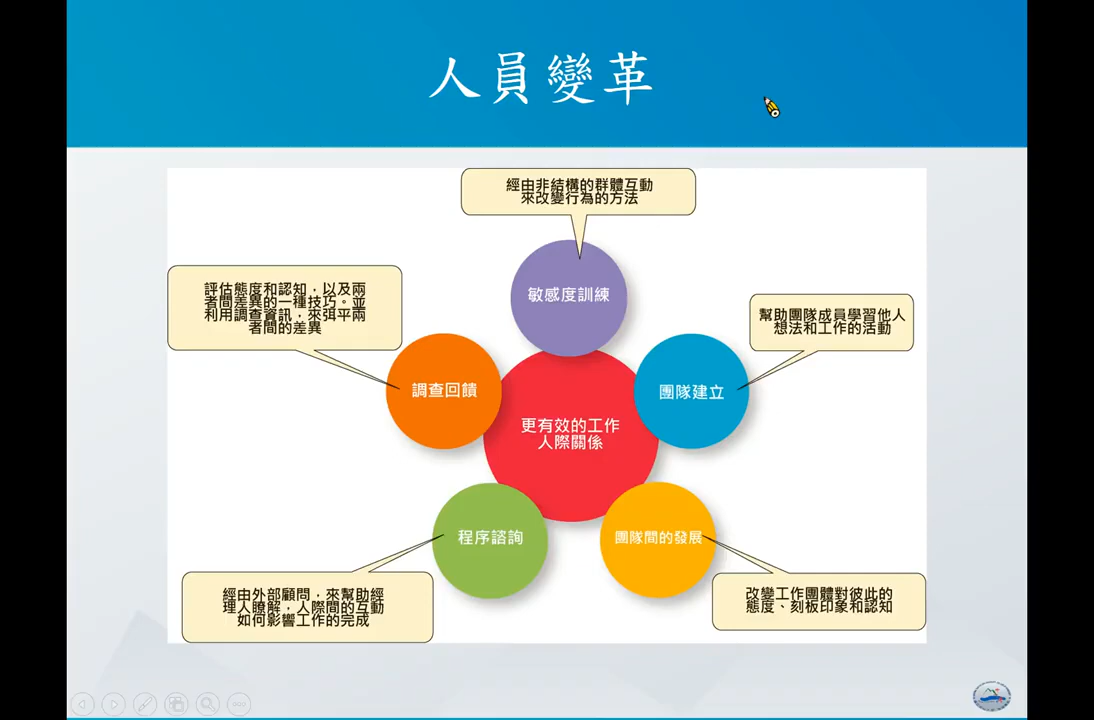 人員變革
經由非結構的群體互動
來改變行為的方法
敏感度訓練
評估態度和認知，以及兩
者間差異的一種技巧。並
利用調查資訊，來弭平兩
者間的差異
調查回饋
幫助團隊成員學習他人
想法和工作的活動
團隊建立
更有效的工作
人際關係
程序諮詢
經由外部顧問，來幫助經
理人瞭解，人際間的互動
如何影響工作的完成
團隊間的發展
改變工作團體對彼此的
態度、刻板印象和認知